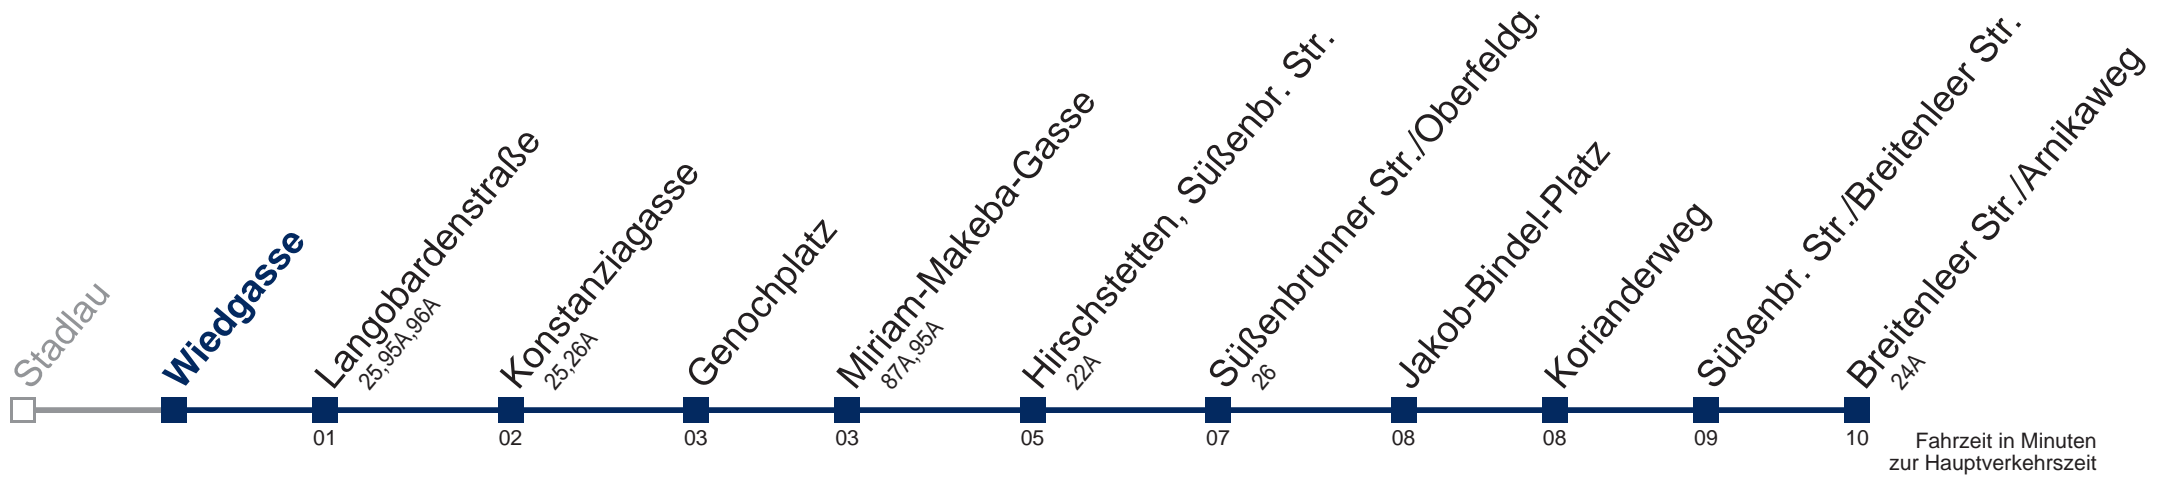 Stadlau
Wiedgasse
Langobardenstraße
25,95A,96A
Konstanziagasse
25,26A
Genochplatz
Miriam-Makeba-Gasse
87A,95A
Hirschstetten, Süßenbr. Str.
22A
Süßenbrunner Str./Oberfeldg.
26
Jakob-Bindel-Platz
Korianderweg
Süßenbr. Str./Breitenleer Str.
Breitenleer Str./Arnikaweg
24A
01
02
03
03
05
07
08
08
09
10
Fahrzeit in Minuten
zur Hauptverkehrszeit